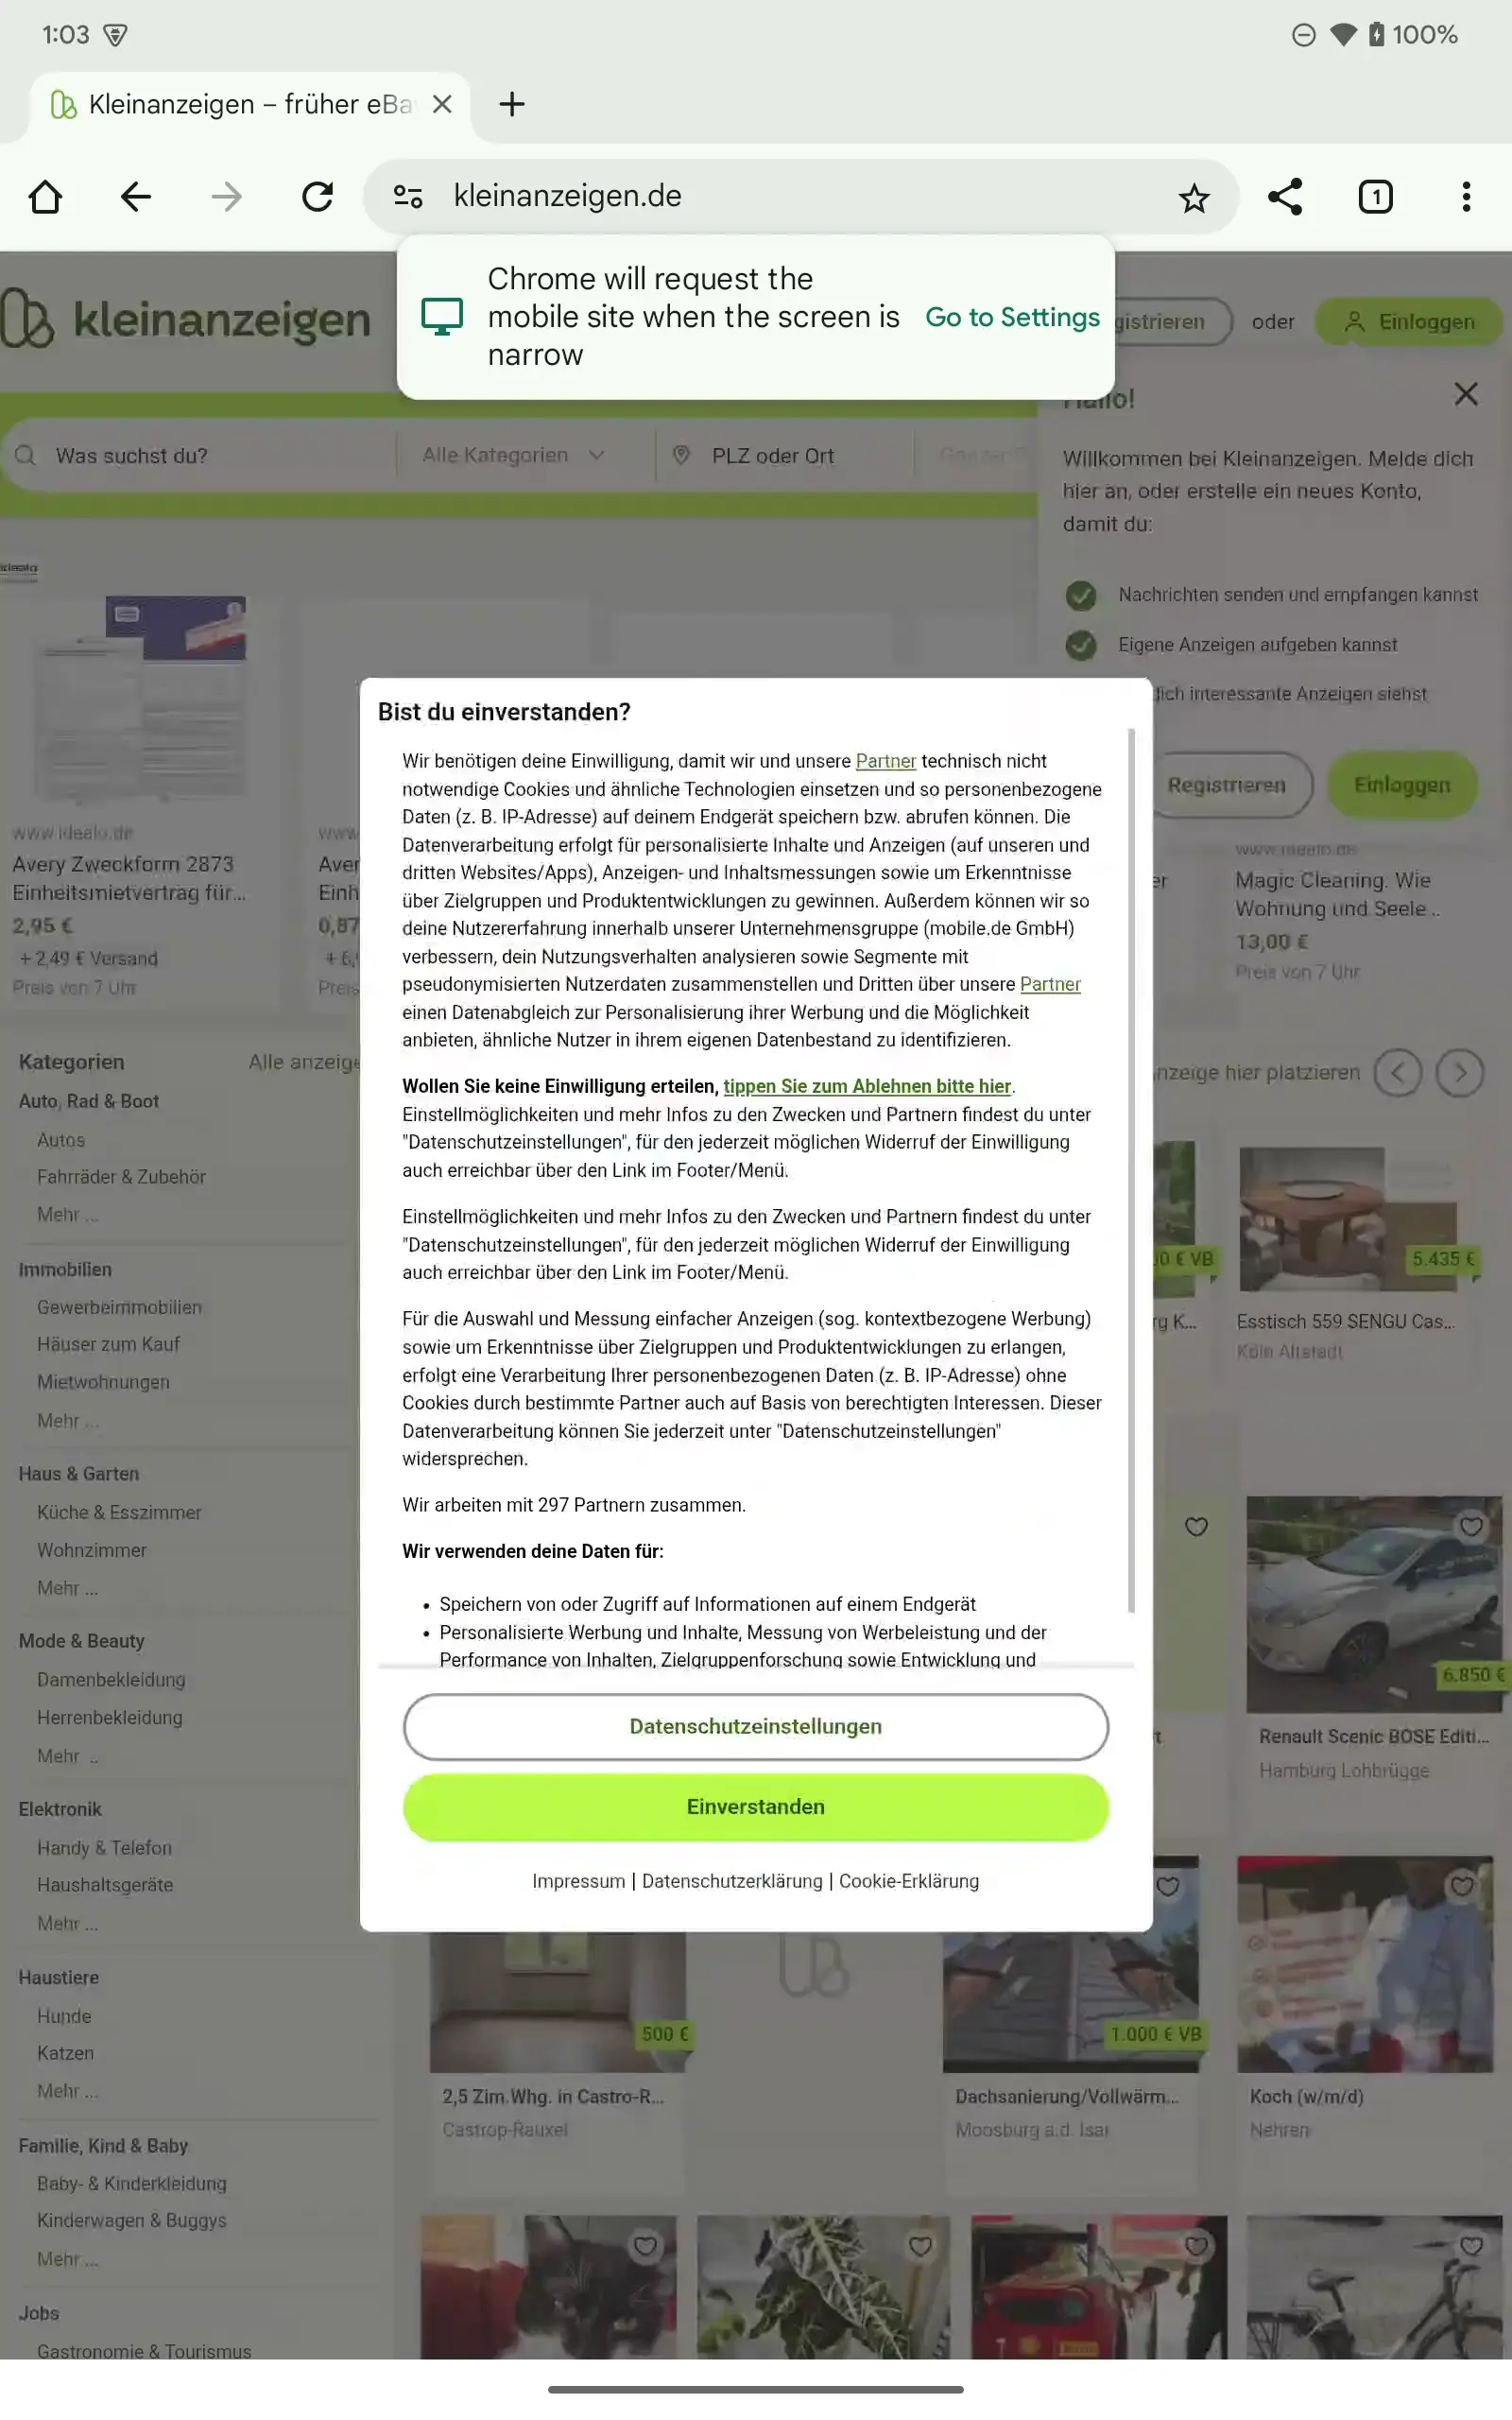 1:03
100%
Kleinanzeigen – früher eBa
kleinanzeigen.de
1
Chrome will request the
mobile site when the screen is
narrow
Go to Settings
kleinanzeigen
gistrieren
oder
Einloggen
Was suchst du?
Alle Kategorien
PLZ oder Ort
Hallo!
Willkommen bei Kleinanzeigen. Melde dich
hier an, oder erstelle ein neues Konto,
damit du:
Nachrichten senden und empfangen kannst
Eigene Anzeigen aufgeben kannst
dich interessante Anzeigen siehst
Registrieren
Einloggen
www.idealo.de
Avery Zweckform 2873
Einheitsmietvertrag für...
2,95 €
+ 2,49 € Versand
Preis von 7 Uhr
www
Aver
Einh
0,87
Preis
er
www.idealo.de
Magic Cleaning. Wie
Wohnung und Seele ..
13,00 €
Preis von 7 Uhr
Bist du einverstanden?
Wir benötigen deine Einwilligung, damit wir und unsere Partner technisch nicht
notwendige Cookies und ähnliche Technologien einsetzen und so personenbezogene
Daten (z. B. IP-Adresse) auf deinem Endgerät speichern bzw. abrufen können. Die
Datenverarbeitung erfolgt für personalisierte Inhalte und Anzeigen (auf unseren und
dritten Websites/Apps), Anzeigen- und Inhaltsmessungen sowie um Erkenntnisse
über Zielgruppen und Produktentwicklungen zu gewinnen. Außerdem können wir so
deine Nutzererfahrung innerhalb unserer Unternehmensgruppe (mobile.de GmbH)
verbessern, dein Nutzungsverhalten analysieren sowie Segmente mit
pseudonymisierten Nutzerdaten zusammenstellen und Dritten über unsere Partner
einen Datenabgleich zur Personalisierung ihrer Werbung und die Möglichkeit
anbieten, ähnliche Nutzer in ihrem eigenen Datenbestand zu identifizieren.
Wollen Sie keine Einwilligung erteilen, tippen Sie zum Ablehnen bitte hier.
Einstellmöglichkeiten und mehr Infos zu den Zwecken und Partnern findest du unter
"Datenschutzeinstellungen", für den jederzeit möglichen Widerruf der Einwilligung
auch erreichbar über den Link im Footer/Menü.
Einstellmöglichkeiten und mehr Infos zu den Zwecken und Partnern findest du unter
"Datenschutzeinstellungen", für den jederzeit möglichen Widerruf der Einwilligung
auch erreichbar über den Link im Footer/Menü.
Für die Auswahl und Messung einfacher Anzeigen (sog. kontextbezogene Werbung)
sowie um Erkenntnisse über Zielgruppen und Produktentwicklungen zu erlangen,
erfolgt eine Verarbeitung Ihrer personenbezogenen Daten (z. B. IP-Adresse) ohne
Cookies durch bestimmte Partner auch auf Basis von berechtigten Interessen. Dieser
Datenverarbeitung können Sie jederzeit unter "Datenschutzeinstellungen"
widersprechen.
Wir arbeiten mit 297 Partnern zusammen.
Wir verwenden deine Daten für:
• Speichern von oder Zugriff auf Informationen auf einem Endgerät
• Personalisierte Werbung und Inhalte, Messung von Werbeleistung und der
Performance von Inhalten, Zielgruppenforschung sowie Entwicklung und
Datenschutzeinstellungen
Einverstanden
Impressum | Datenschutzerklärung | Cookie-Erklärung
Kategorien
Alle anzeige
Auto, Rad & Boot
Autos
Fahrräder & Zubehör
Mehr ...
Immobilien
Gewerbeimmobilien
Häuser zum Kauf
Mietwohnungen
Mehr ...
Haus & Garten
Küche & Esszimmer
Wohnzimmer
Mehr ...
Mode & Beauty
Damenbekleidung
Herrenbekleidung
Mehr ..
Elektronik
Handy & Telefon
Haushaltsgeräte
Mehr ...
Haustiere
Hunde
Katzen
Mehr ...
Familie, Kind & Baby
Baby- & Kinderkleidung
Kinderwagen & Buggys
Mehr ...
Jobs
Gastronomie & Tourismus
nzeige hier platzieren
0 € VB
5.435 €
rg K...
Esstisch 559 SENGU Cas...
Köln Altstadt
6.850 €
t
Renault Scenic BOSE Editi...
Hamburg Lohbrügge
500 €
1.000 € VB
2,5 Zim.Whg. in Castro-R...
Castrop-Rauxel
Dachsanierung/Vollwärm...
Moosburg a.d. Isar
Koch (w/m/d)
Nehren